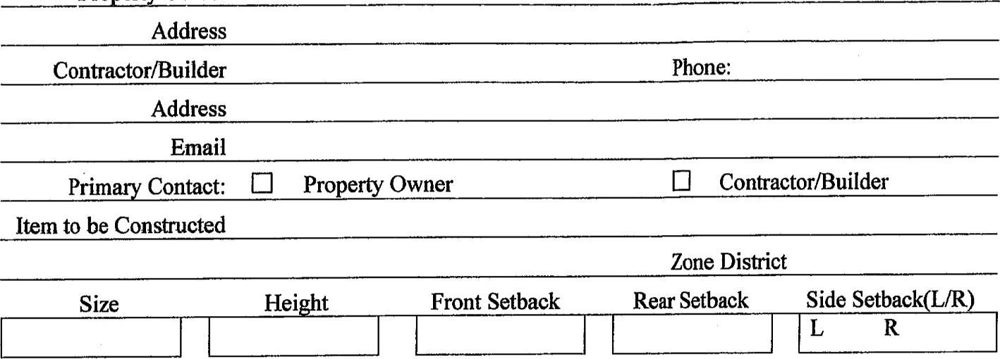 Address
Contractor/Builder Phone:
Address
Email
Primary Contact: ☐ Property Owner ☐ Contractor/Builder
Item to be Constructed
Zone District
Size Height Front Setback Rear Setback Side Setback(L/R)
L R